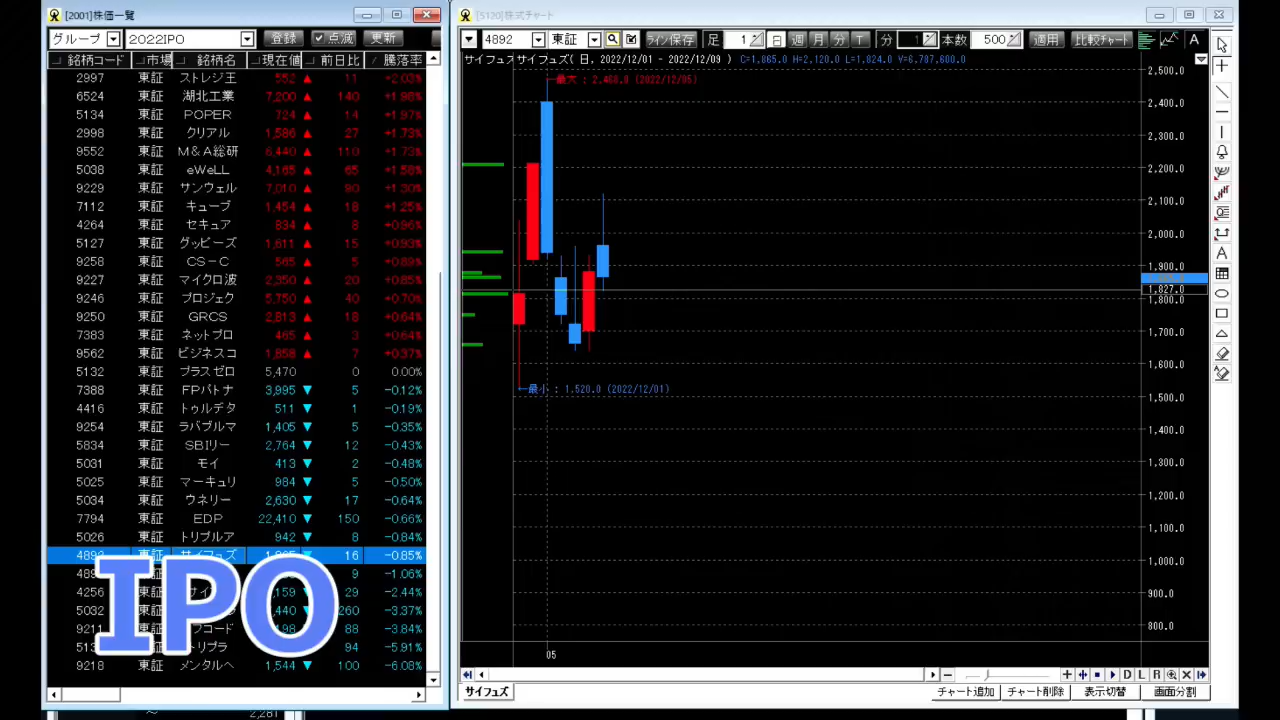 [2001]株価一覧
グループ 2022IPO 登録 点滅 更新
銘柄コード 市場 銘柄名 現在値 前日比 騰落率
2997 東証 ストレジ王 552 ▲ 11 +2.03%
6524 東証 湖北工業 7,200 ▲ 140 +1.98%
5134 東証 POPER 724 ▲ 14 +1.97%
2998 東証 クリアル 1,586 ▲ 27 +1.73%
9552 東証 M&A総研 6,440 ▲ 110 +1.73%
5038 東証 eWeLL 4,165 ▲ 65 +1.58%
9229 東証 サンウェル 7,010 ▲ 90 +1.30%
7112 東証 キューブ 1,454 ▲ 18 +1.25%
4264 東証 セキュア 834 ▲ 8 +0.96%
5127 東証 グッピーズ 1,611 ▲ 15 +0.93%
9258 東証 CS-C 565 ▲ 5 +0.89%
9227 東証 マイクロ波 2,350 ▲ 20 +0.85%
9246 東証 プロジェク 5,750 ▲ 40 +0.70%
9250 東証 GRCS 2,813 ▲ 18 +0.64%
7383 東証 ネットプロ 465 ▲ 3 +0.64%
9562 東証 ビジネスコ 1,858 ▲ 7 +0.37%
5132 東証 プラスゼロ 5,470 0 0.00%
7388 東証 FPパトナ 3,995 ▼ 5 -0.12%
4416 東証 トゥルデタ 511 ▼ 1 -0.19%
9254 東証 ラバブルマ 1,405 ▼ 5 -0.35%
5834 東証 SBIリー 2,764 ▼ 12 -0.43%
5031 東証 モイ 413 ▼ 2 -0.48%
5025 東証 マーキュリ 984 ▼ 5 -0.50%
5034 東証 ウネリー 2,630 ▼ 17 -0.64%
7794 東証 EDP 22,410 ▼ 150 -0.66%
5026 東証 トリプルア 942 ▼ 8 -0.84%
東証 サイフュズ 16 -0.85%
9 -1.06%
4256 29 -2.44%
5032 260 -3.37%
88 -3.84%
94 -5.91%
9218 東証 メンタルヘ 1,544 ▼ 100 -6.08%
IPO
2,281
[5120]株式チャート
4892 東証 ライン保存 足 1 日 週 月 分 T 分 1 本数 500 適用 比較チャート A
サイフュズ サイフュズ( 日, 2022/12/01 - 2022/12/09 ) C=1,865.0 H=2,120.0 L=1,824.0 V=6,707,600.0
←最大 : 2,468.0 (2022/12/05)
←最小 : 1,520.0 (2022/12/01)
2,500.0
2,400.0
2,300.0
2,200.0
2,100.0
2,000.0
1,900.0
1,827.0
1,800.0
1,700.0
1,600.0
1,500.0
1,400.0
1,300.0
1,200.0
1,100.0
1,000.0
900.0
800.0
05
D L R
サイフュズ
チャート追加 チャート削除 表示切替 画面分割